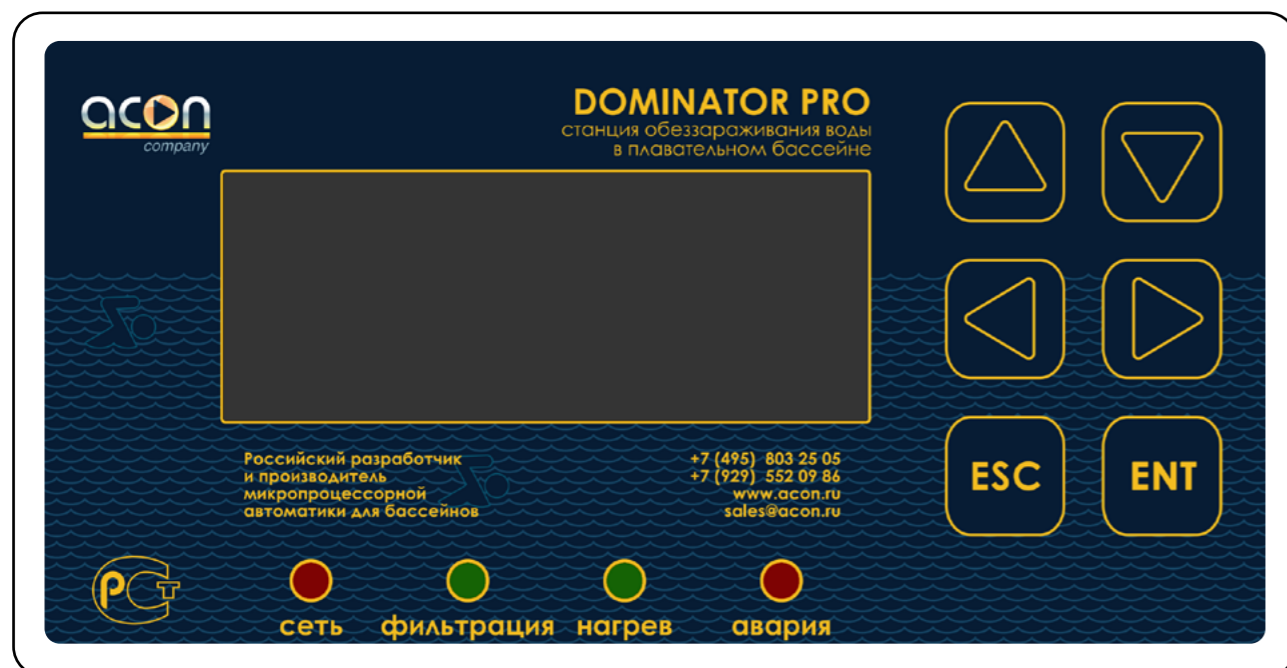 acon
company
DOMINATOR PRO
станция обеззараживания воды
в плавательном бассейне
Российский разработчик
и производитель
микропроцессорной
автоматики для бассейнов
+7 (495) 803 25 05
+7 (929) 552 09 86
www.acon.ru
sales@acon.ru
ESC
ENT
РСТ
сеть
фильтрация
нагрев
авария